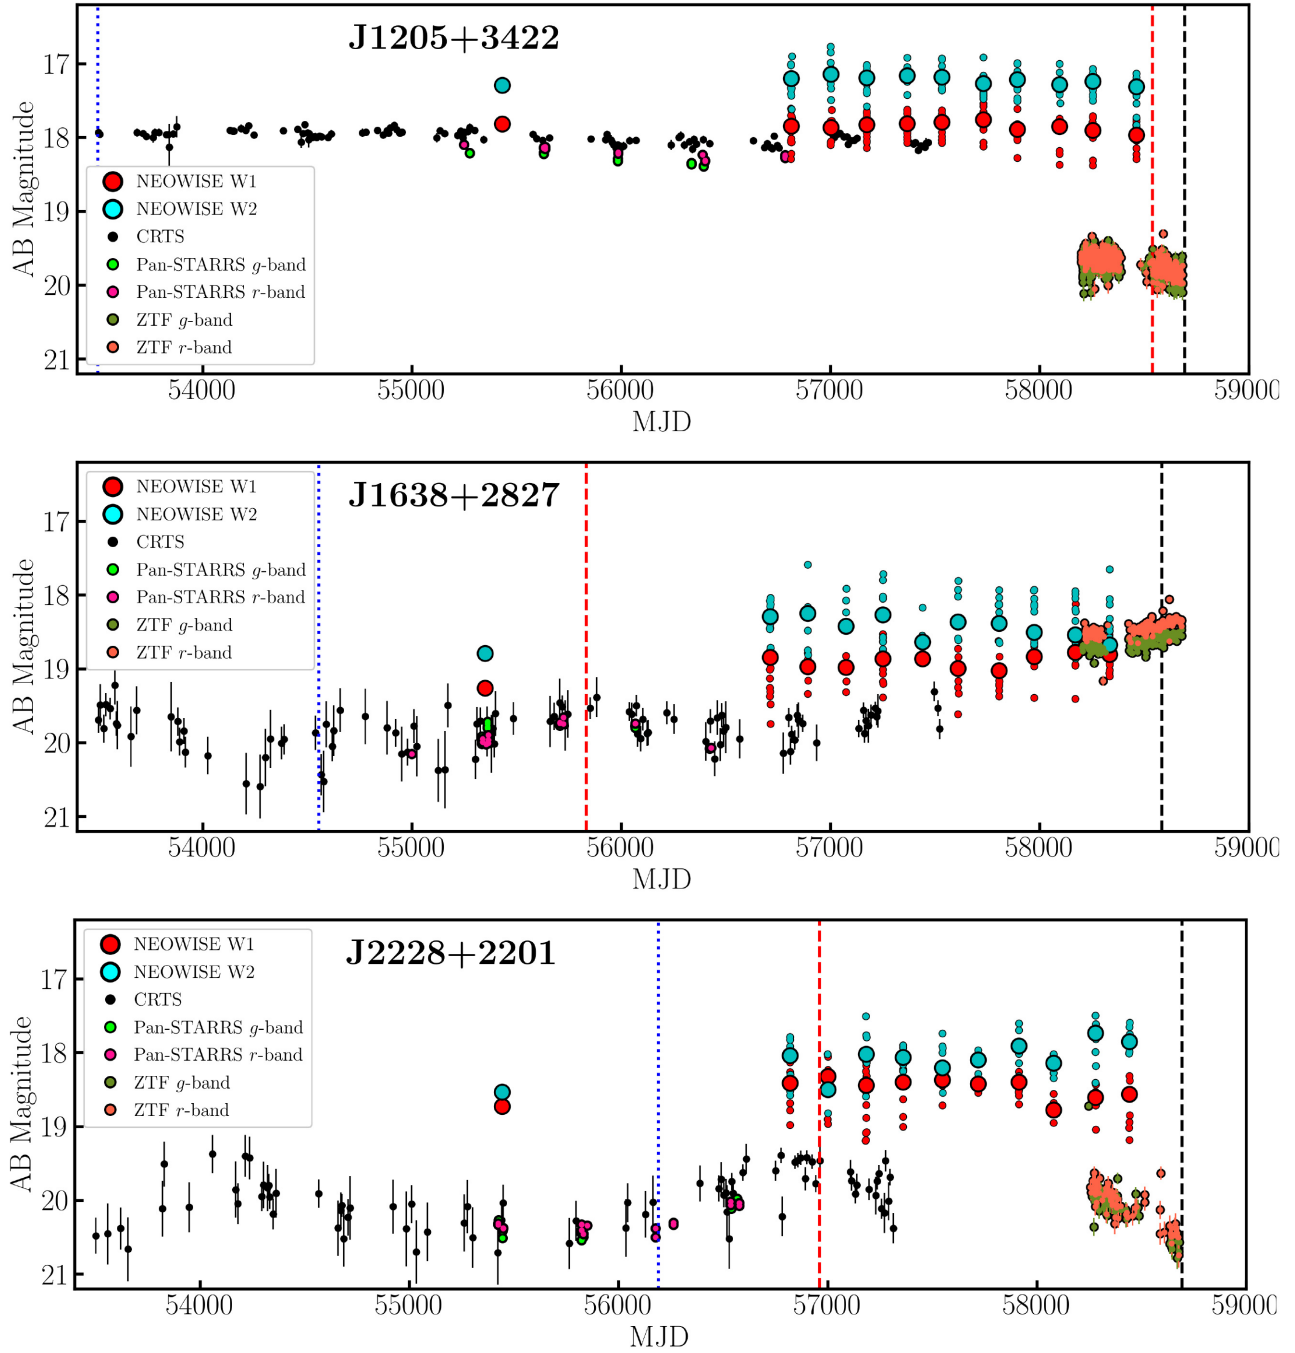 J1205+3422
17
18
19
20
21
AB Magnitude
NEOWISE W1
NEOWISE W2
CRTS
Pan-STARRS g-band
Pan-STARRS r-band
ZTF g-band
ZTF r-band
54000 55000 56000 57000 58000 59000
MJD
J1638+2827
17
18
19
20
21
AB Magnitude
NEOWISE W1
NEOWISE W2
CRTS
Pan-STARRS g-band
Pan-STARRS r-band
ZTF g-band
ZTF r-band
54000 55000 56000 57000 58000 59000
MJD
J2228+2201
17
18
19
20
21
AB Magnitude
NEOWISE W1
NEOWISE W2
CRTS
Pan-STARRS g-band
Pan-STARRS r-band
ZTF g-band
ZTF r-band
54000 55000 56000 57000 58000 59000
MJD